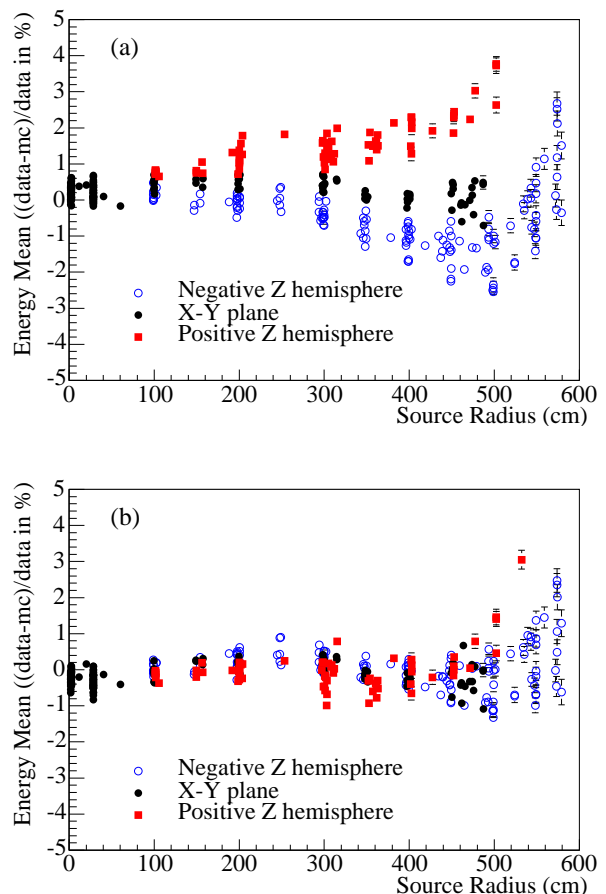 (a)
Energy Mean (((data-mc)/data in %)
5
4
3
2
1
0
-1
-2
-3
-4
-5
Negative Z hemisphere
X-Y plane
Positive Z hemisphere
0 100 200 300 400 500 600
Source Radius (cm)
(b)
Energy Mean (((data-mc)/data in %)
5
4
3
2
1
0
-1
-2
-3
-4
-5
Negative Z hemisphere
X-Y plane
Positive Z hemisphere
0 100 200 300 400 500 600
Source Radius (cm)